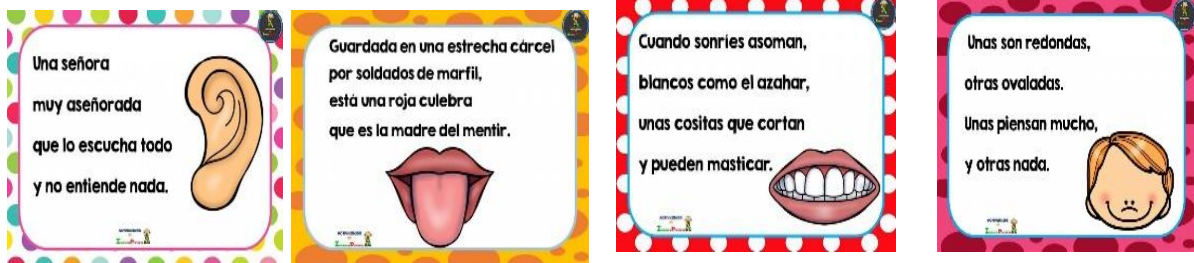 Una señora
muy aseñorada
que lo escucha todo
y no entiende nada.
Guardada en una estrecha cárcel
por soldados de marfil,
está una roja culebra
que es la madre del mentir.
Cuando sonries asoman,
blancos como el azahar,
unas cositas que cortan
y pueden masticar.
Unas son redondas,
otras ovaladas.
Unas piensan mucho,
y otras nada.